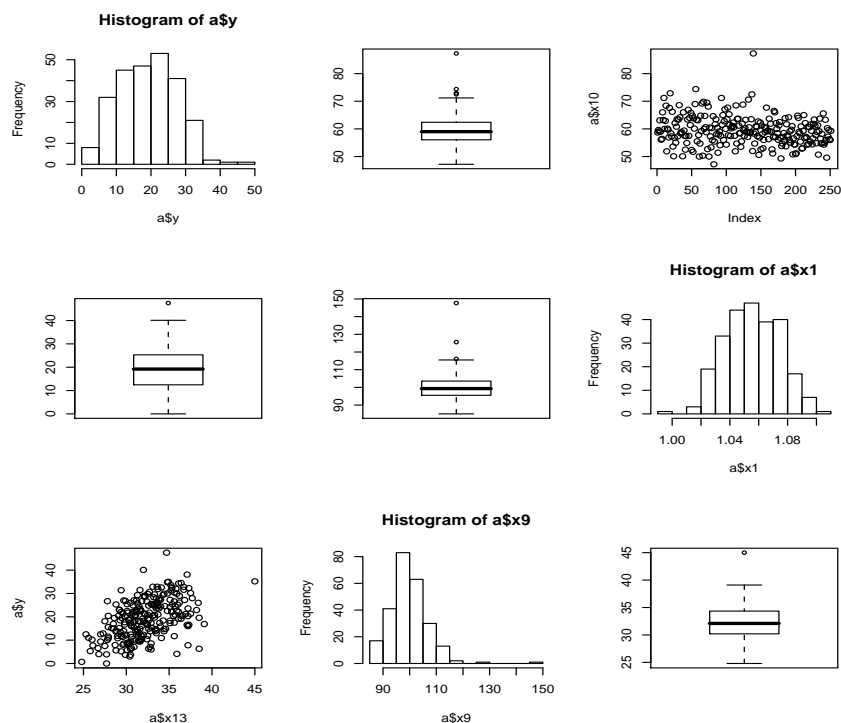 Histogram of a$y
Frequency
0 10 30 50
0 10 20 30 40 50
a$y
50 60 70 80
a$x10
50 60 70 80
0 50 100 150 200 250
Index
0 10 20 30 40
90 110 130 150
Histogram of a$x1
Frequency
0 10 20 30 40
1.00 1.04 1.08
a$x1
a$y
0 10 20 30 40
25 30 35 40 45
a$x13
Histogram of a$x9
Frequency
0 20 40 60 80
90 110 130 150
a$x9
25 30 35 40 45